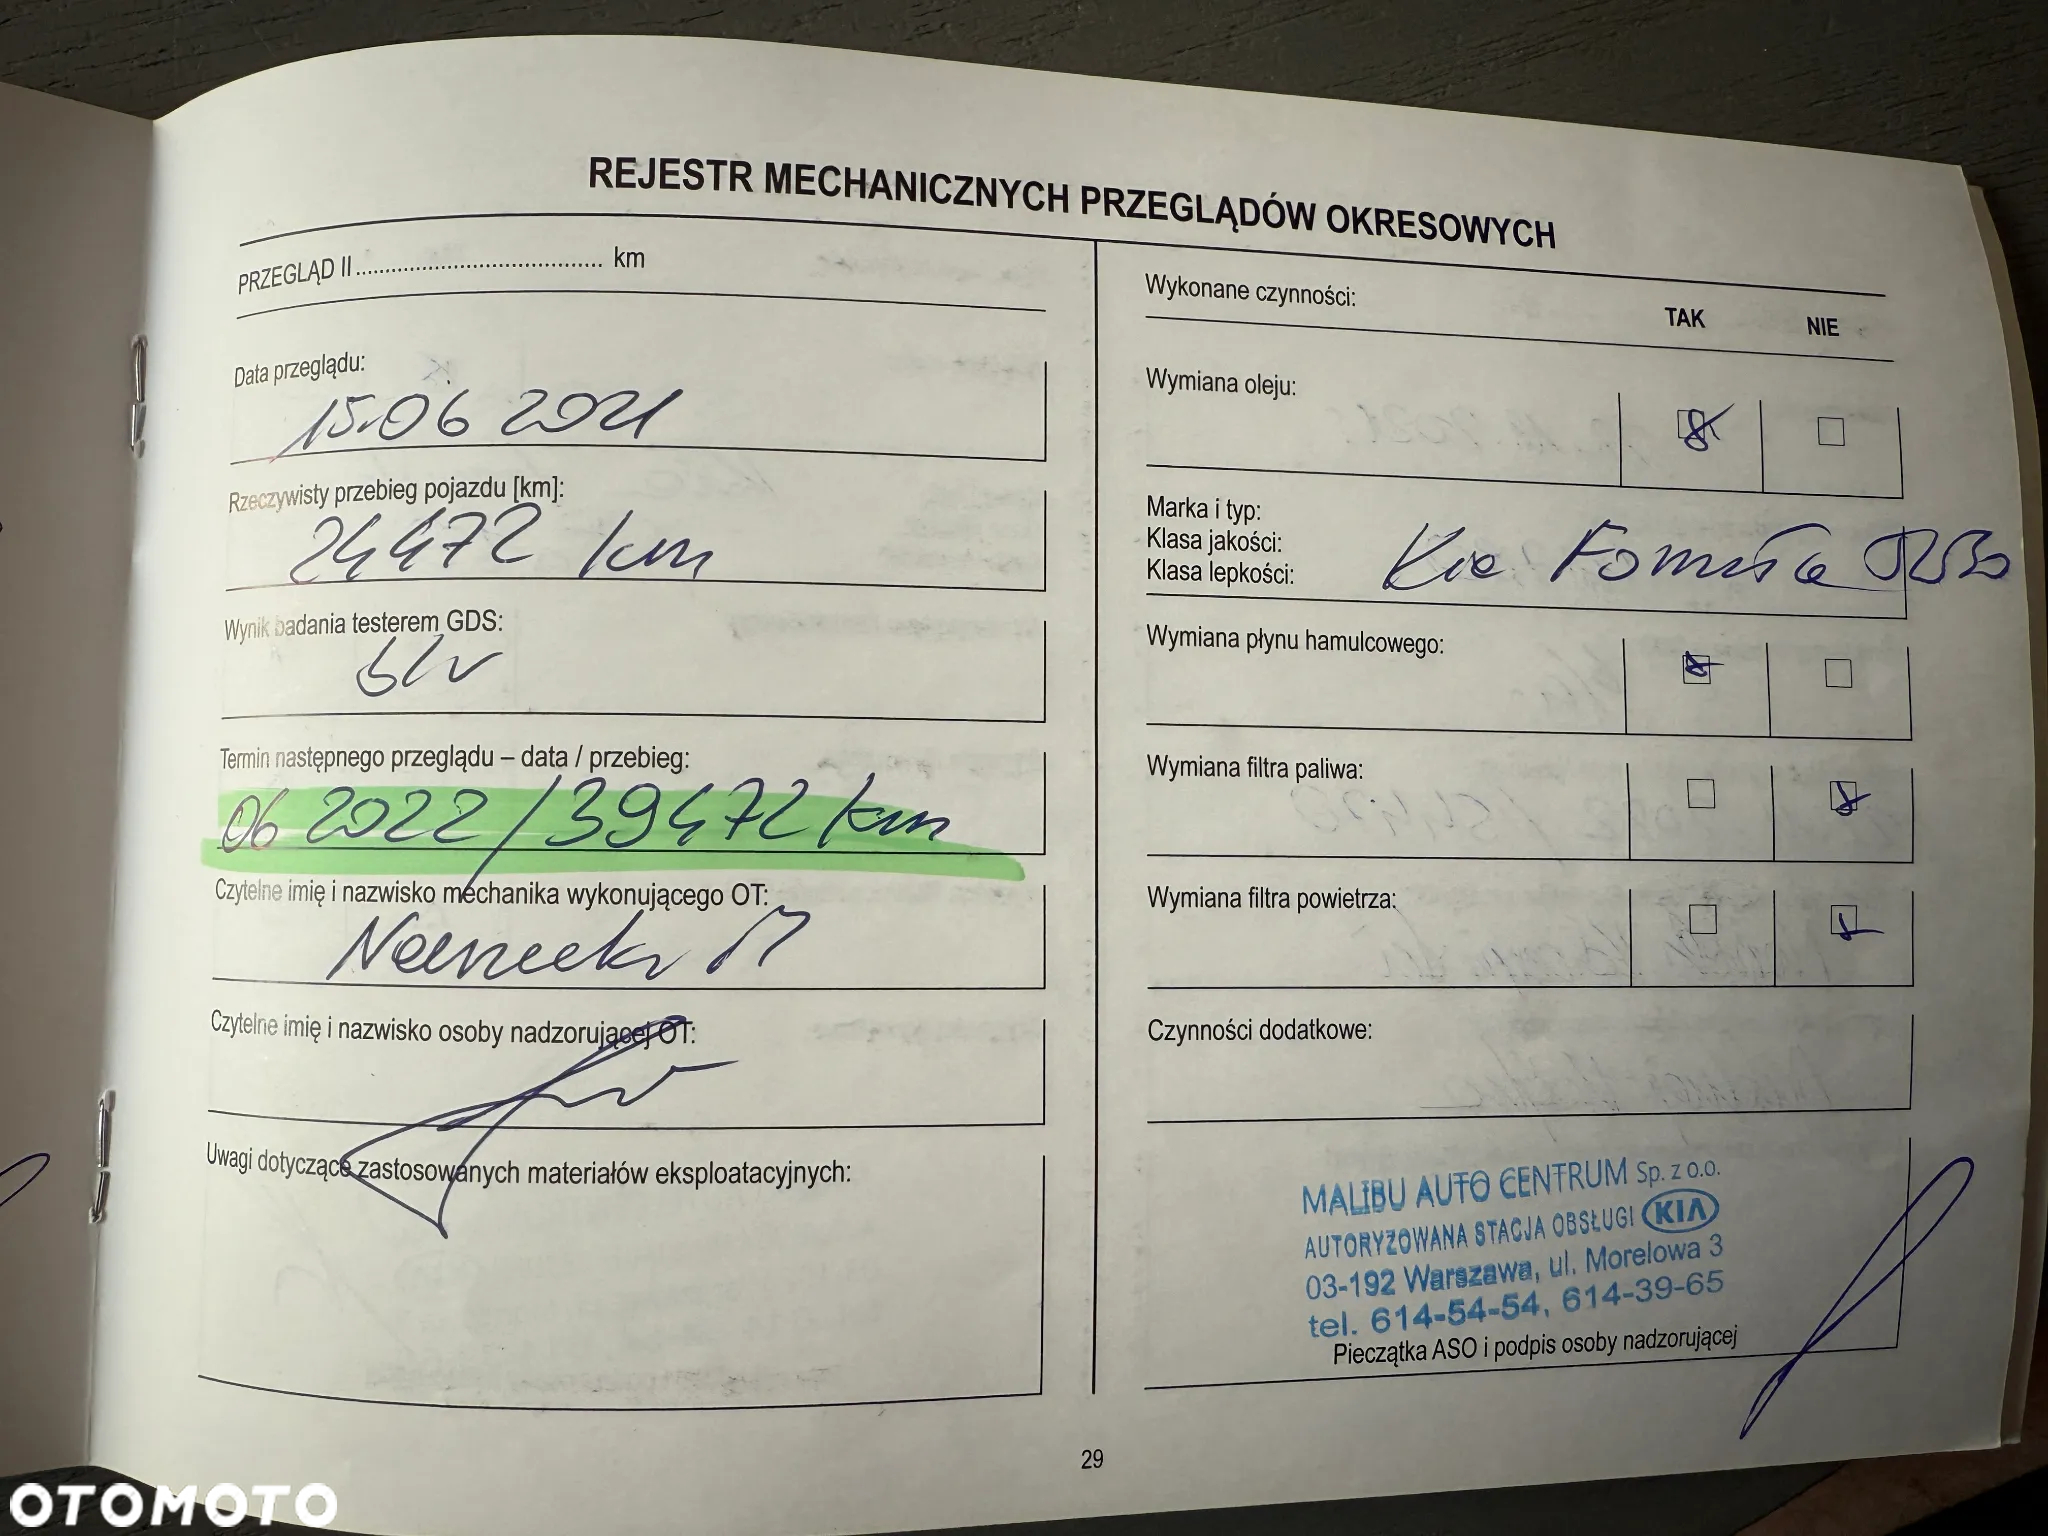 REJESTR MECHANICZNYCH PRZEGLĄDÓW OKRESOWYCH
PRZEGLĄD II ........................................ km
Data przeglądu:
15.06 2021
Rzeczywisty przebieg pojazdu [km]:
24472 km
Wynik badania testerem GDS:
Termin następnego przeglądu – data / przebieg:
06 2022 / 39472 km
Czytelne imię i nazwisko mechanika wykonującego OT:
M
Czytelne imię i nazwisko osoby nadzorującej OT:
Uwagi dotyczące zastosowanych materiałów eksploatacyjnych:
Wykonane czynności:
TAK NIE
Wymiana oleju:
Marka i typ:
Klasa jakości:
Klasa lepkości:
Wymiana płynu hamulcowego:
Wymiana filtra paliwa:
Wymiana filtra powietrza:
Czynności dodatkowe:
MALIBU AUTO CENTRUM Sp. z o.o.
AUTORYZOWANA STACJA OBSŁUGI KIA
03-192 Warszawa, ul. Morelowa 3
tel. 614-54-54, 614-39-65
Pieczątka ASO i podpis osoby nadzorującej
29
OTOMOTO